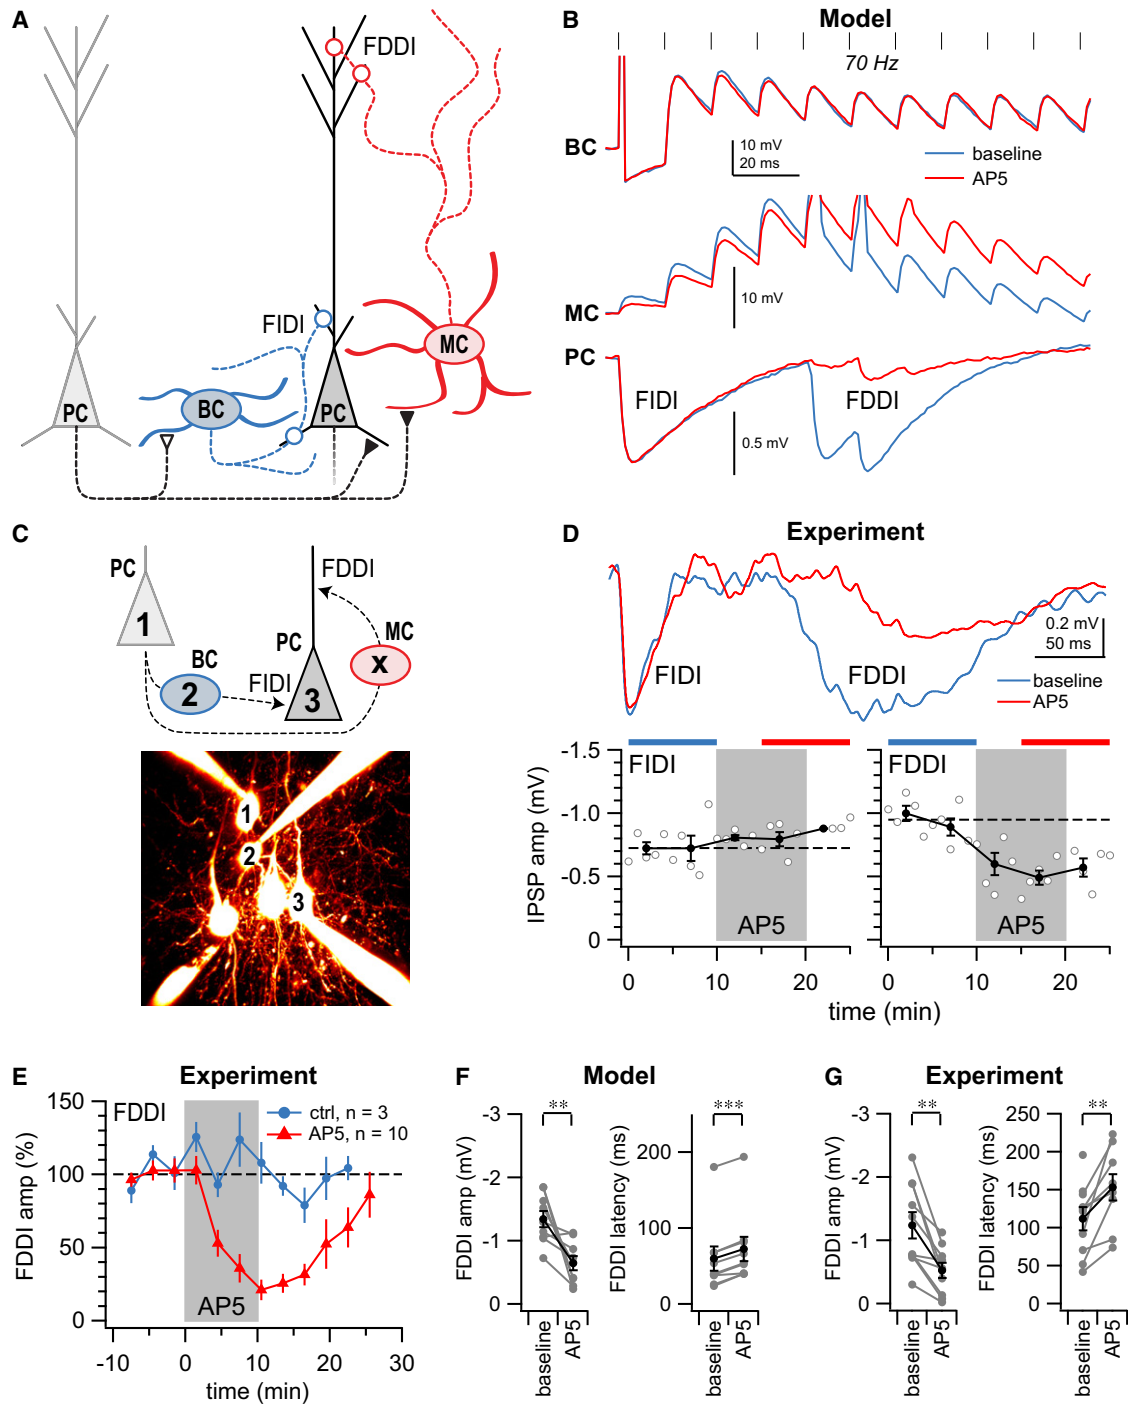 A
FDDI
FIDI
MC
PC
BC
PC
B
Model
70 Hz
BC
10 mV
20 ms
baseline
AP5
MC
10 mV
PC
FIDI
FDDI
0.5 mV
C
PC
FDDI
1
MC
BC
PC
x
2
FIDI
3
1
2
3
D
Experiment
0.2 mV
50 ms
FIDI
FDDI
baseline
AP5
IPSP amp (mV)
-1.5
-1.0
-0.5
0
FIDI
AP5
0 10 20
FDDI
AP5
0 10 20
time (min)
E
Experiment
FDDI amp (%)
150
100
50
0
FDDI
ctrl, n = 3
AP5, n = 10
AP5
-10 0 10 20 30
time (min)
F
Model
FDDI amp (mV)
-3
-2
-1
0
**
baseline
AP5
FDDI latency (ms)
200
100
0
***
baseline
AP5
G
Experiment
FDDI amp (mV)
-3
-2
-1
0
**
baseline
AP5
FDDI latency (ms)
250
200
150
100
50
0
**
baseline
AP5